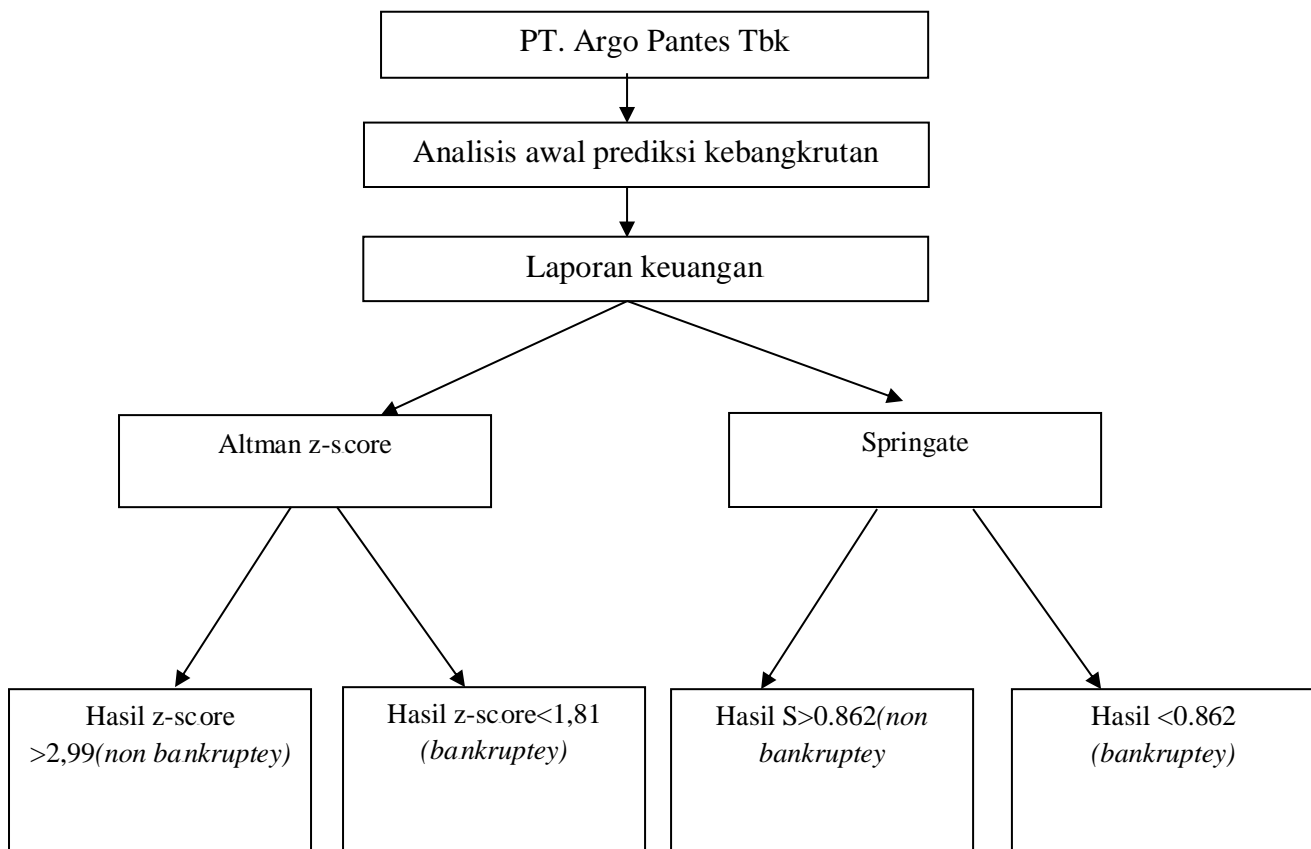 PT. Argo Pantes Tbk
Analisis awal prediksi kebangkrutan
Laporan keuangan
Altman z-score
Springate
Hasil z-score
>2,99(non bankruptey)
Hasil z-score<1,81
(bankruptey)
Hasil S>0.862(non
bankruptey
Hasil <0.862
(bankruptey)